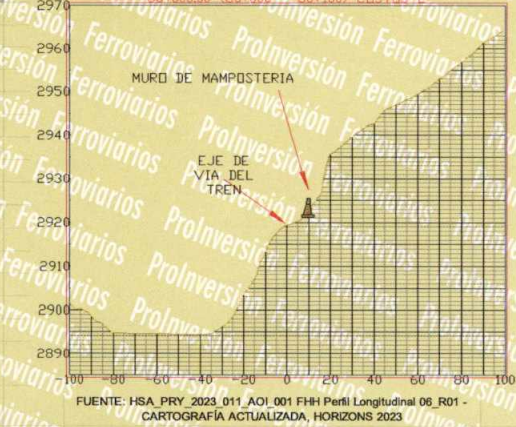 2970
2960
MURO DE MAMPOSTERIA
2950
2940
EJE DE
VIA DEL
TREN
2930
2920
2910
2900
2890
100 80 60 40 20 0 20 40 60 80 100
FUENTE: HSA_PRY_2023_011_AOI_001 FHH Perfil Longitudinal 06_R01 -
CARTOGRAFÍA ACTUALIZADA, HORIZONS 2023
ProInversión Ferroviarios